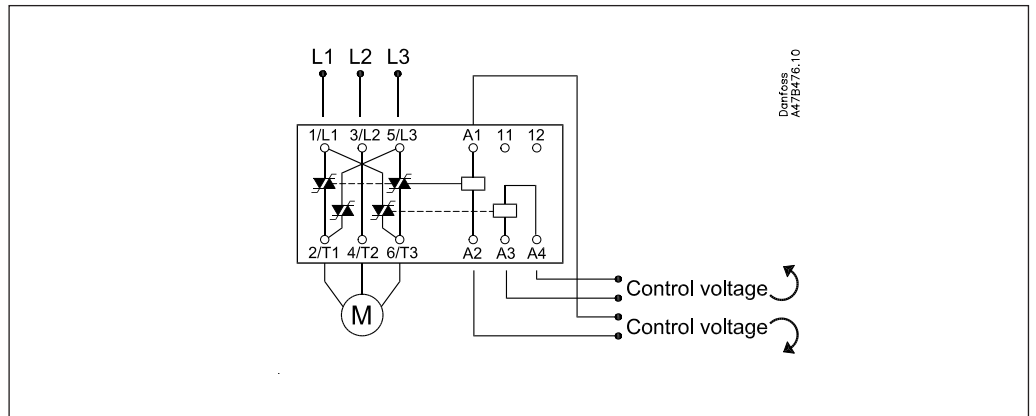 L1 L2 L3
Danfoss
A47B476.10
1/L1 3/L2 5/L3 A1 11 12
2/T1 4/T2 6/T3 A2 A3 A4
M
Control voltage
Control voltage